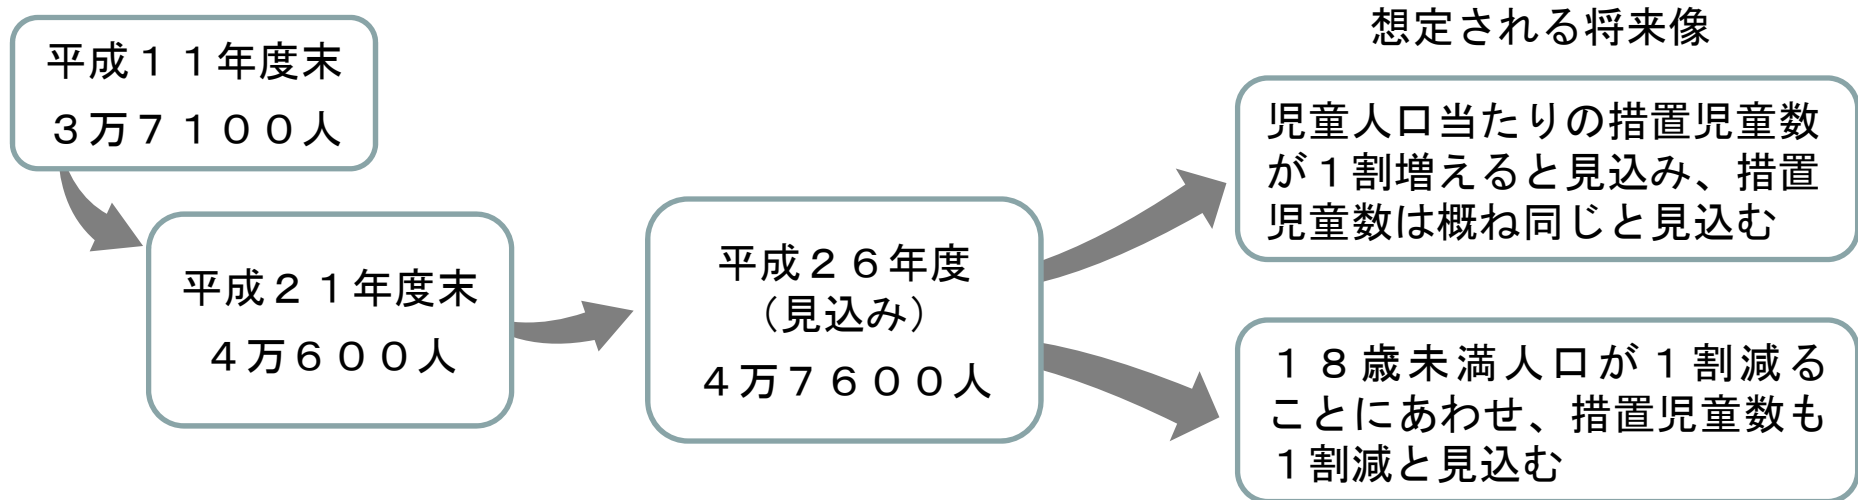 平成１１年度末
３万７１００人
平成２１年度末
４万６００人
平成２６年度
（見込み）
４万７６００人
想定される将来像
児童人口当たりの措置児童数
が１割増えると見込み、措置
児童数は概ね同じと見込む
１８歳未満人口が１割減る
ことにあわせ、措置児童数も
１割減と見込む